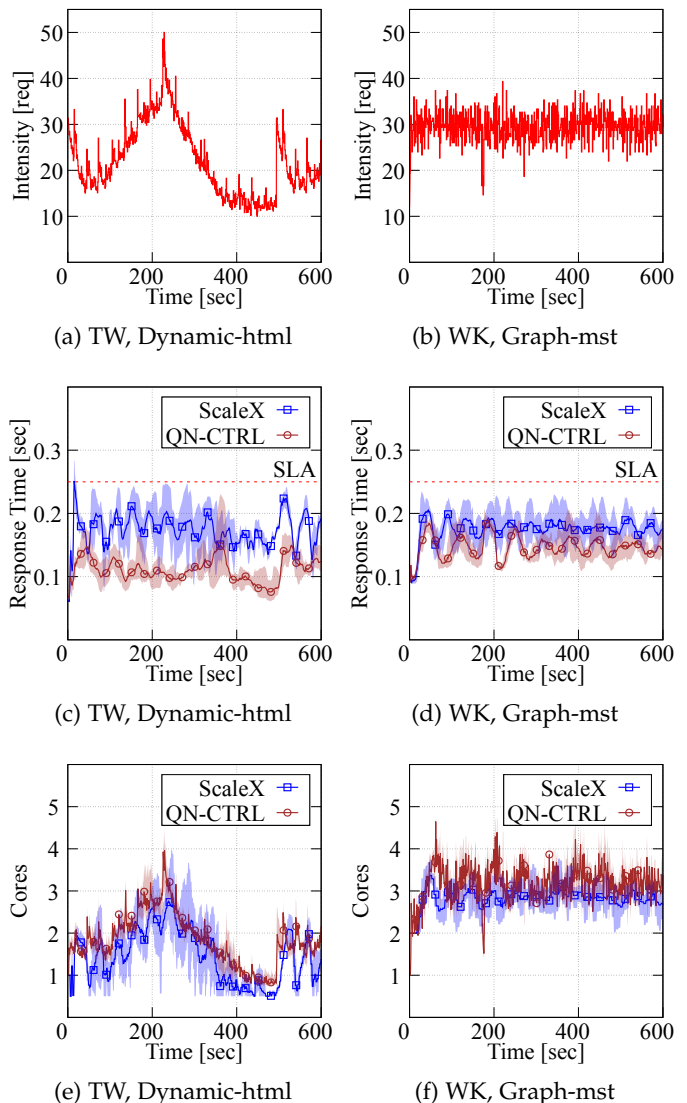 50
40
30
20
10
0 200 400 600
Intensity [req]
Time [sec]
(a) TW, Dynamic-html
50
40
30
20
10
0 200 400 600
Intensity [req]
Time [sec]
(b) WK, Graph-mst
ScaleX
QN-CTRL
SLA
0.3
0.2
0.1
0 200 400 600
Response Time [sec]
Time [sec]
(c) TW, Dynamic-html
ScaleX
QN-CTRL
SLA
0.3
0.2
0.1
0 200 400 600
Response Time [sec]
Time [sec]
(d) WK, Graph-mst
ScaleX
QN-CTRL
5
4
3
2
1
0 200 400 600
Cores
Time [sec]
(e) TW, Dynamic-html
ScaleX
QN-CTRL
5
4
3
2
1
0 200 400 600
Cores
Time [sec]
(f) WK, Graph-mst